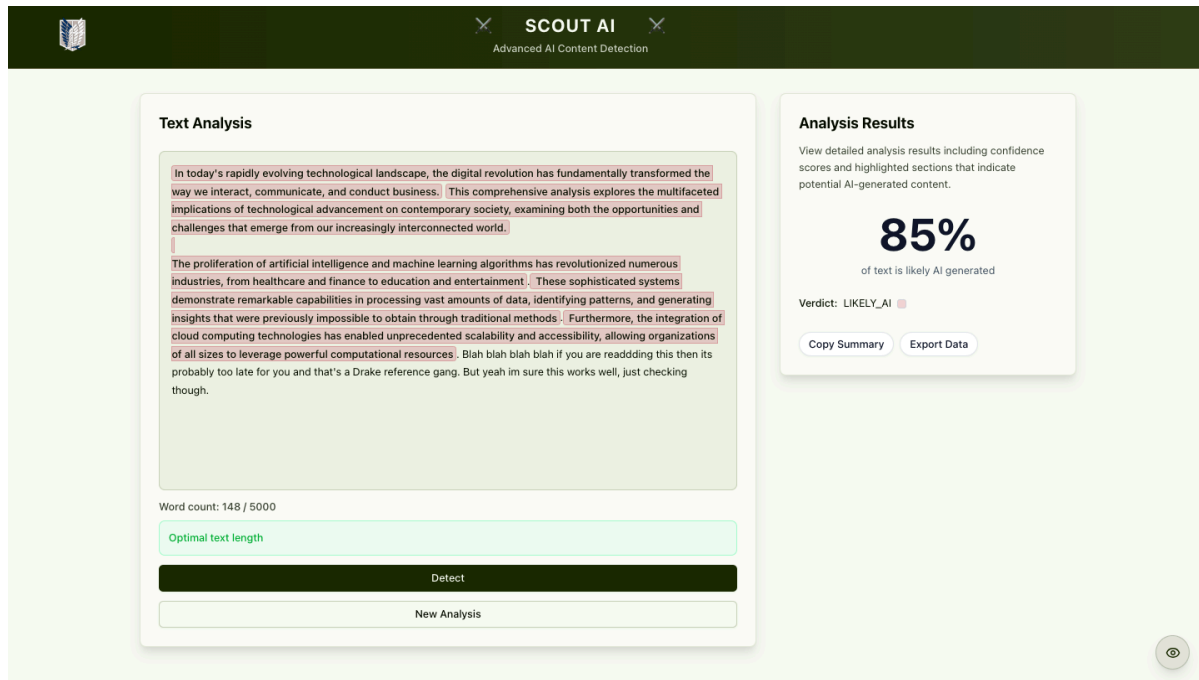 SCOUT AI
Advanced AI Content Detection
Text Analysis
In today's rapidly evolving technological landscape, the digital revolution has fundamentally transformed the
way we interact, communicate, and conduct business. This comprehensive analysis explores the multifaceted
implications of technological advancement on contemporary society, examining both the opportunities and
challenges that emerge from our increasingly interconnected world.
The proliferation of artificial intelligence and machine learning algorithms has revolutionized numerous
industries, from healthcare and finance to education and entertainment. These sophisticated systems
demonstrate remarkable capabilities in processing vast amounts of data, identifying patterns, and generating
insights that were previously impossible to obtain through traditional methods. Furthermore, the integration of
cloud computing technologies has enabled unprecedented scalability and accessibility, allowing organizations
of all sizes to leverage powerful computational resources. Blah blah blah blah if you are readdding this then its
probably too late for you and that's a Drake reference gang. But yeah im sure this works well, just checking
though.
Word count: 148 / 5000
Optimal text length
Detect
New Analysis
Analysis Results
View detailed analysis results including confidence
scores and highlighted sections that indicate
potential AI-generated content.
85%
of text is likely AI generated
Verdict: LIKELY_AI
Copy Summary
Export Data